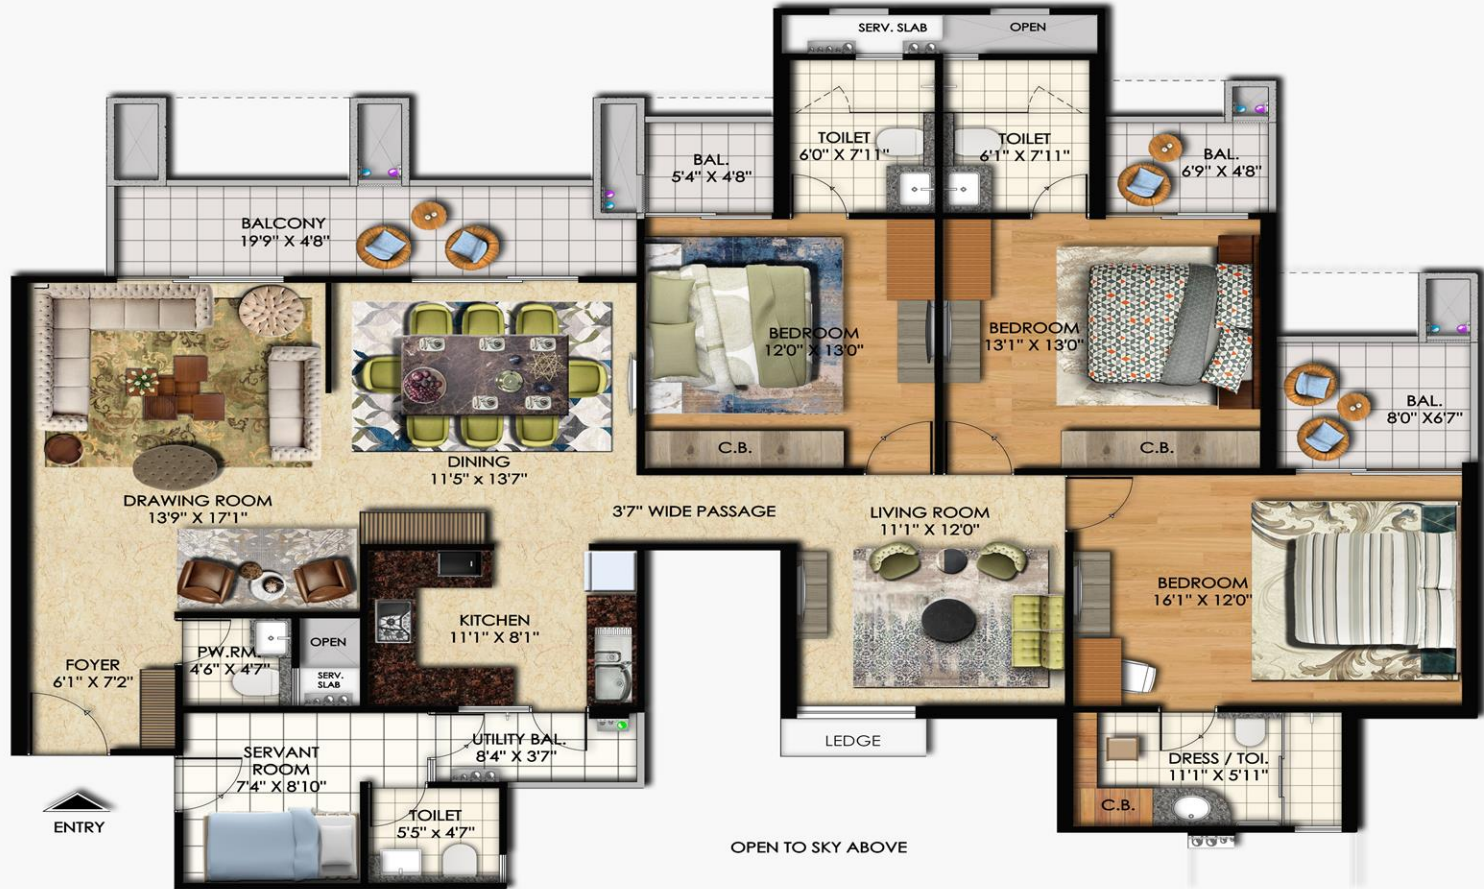 SERV. SLAB
OPEN
TOILET
6'0" X 7'11"
TOILET
6'1" X 7'11"
BAL.
5'4" X 4'8"
BAL.
6'9" X 4'8"
BALCONY
19'9" X 4'8"
BEDROOM
12'0" X 13'0"
BEDROOM
13'1" X 13'0"
BAL.
8'0" X6'7"
C.B.
C.B.
DINING
11'5" x 13'7"
DRAWING ROOM
13'9" X 17'1"
3'7" WIDE PASSAGE
LIVING ROOM
11'1" X 12'0"
BEDROOM
16'1" X 12'0"
KITCHEN
11'1" X 8'1"
OPEN
PW.RM.
4'6" X 4'7"
SERV.
SLAB
FOYER
6'1" X 7'2"
UTILITY BAL.
8'4" X 3'7"
LEDGE
SERVANT
ROOM
7'4" X 8'10"
DRESS / TOI.
11'1" X 5'11"
C.B.
TOILET
5'5" x 4'7"
ENTRY
OPEN TO SKY ABOVE